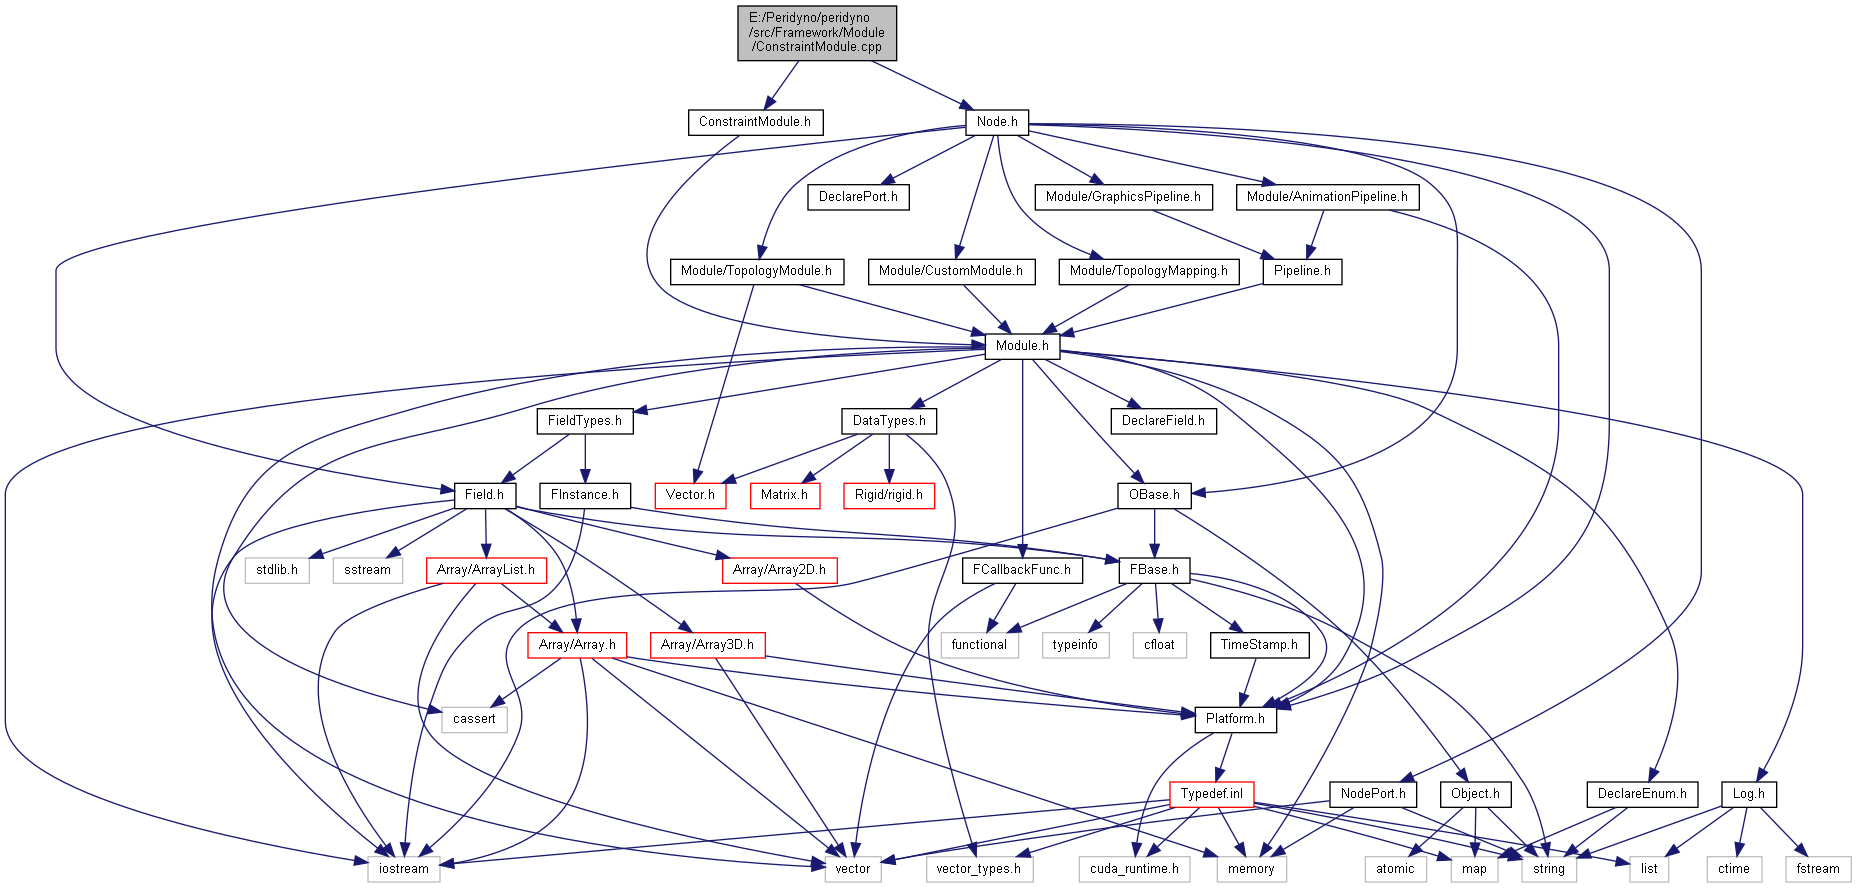 E:/Peridyno/peridyno
/src/Framework/Module
/ConstraintModule.cpp
ConstraintModule.h
Node.h
DeclarePort.h
Module/GraphicsPipeline.h
Module/AnimationPipeline.h
Module/TopologyModule.h
Module/CustomModule.h
Module/TopologyMapping.h
Pipeline.h
Module.h
FieldTypes.h
DataTypes.h
DeclareField.h
Field.h
FInstance.h
Vector.h
Matrix.h
Rigid/rigid.h
OBase.h
stdlib.h
sstream
Array/ArrayList.h
Array/Array2D.h
FCallbackFunc.h
FBase.h
Array/Array.h
Array/Array3D.h
functional
typeinfo
cfloat
TimeStamp.h
cassert
Platform.h
Typedef.inl
NodePort.h
Object.h
DeclareEnum.h
Log.h
iostream
vector
vector_types.h
cuda_runtime.h
memory
atomic
map
string
list
ctime
fstream